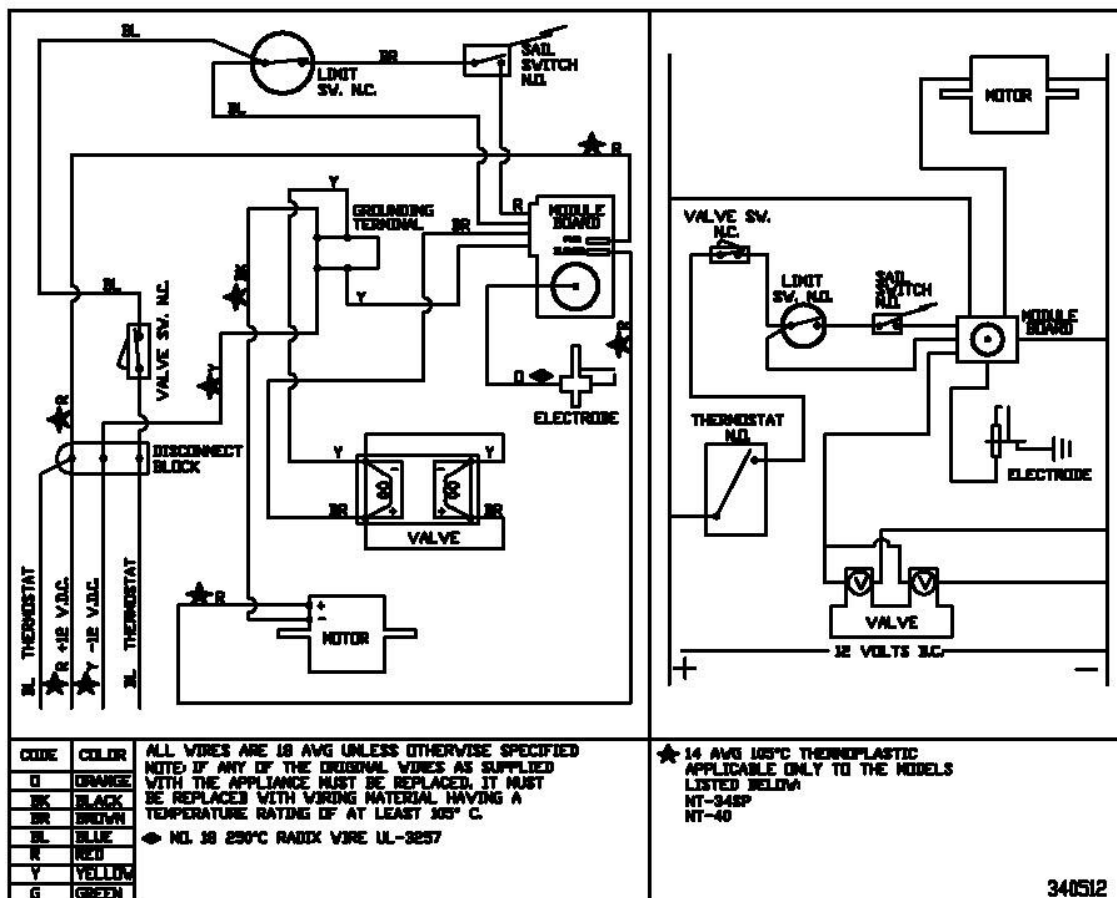 BL
LIMIT
SW. N.C.
BR
SAIL
SWITCH
N.O.
BL
R
Y
GROUNDING
TERMINAL
BR
R
MODULE
BOARD
BK
Y
BL
VALVE SW. N.C.
Y
R
R
O
ELECTRODE
DISCONNECT
BLOCK
Y
Y
- -
GO GO
+ +
BR
BR
VALVE
R
+
-
MOTOR
BL THERMOSTAT
R +12 V.D.C.
Y -12 V.D.C.
BL THERMOSTAT
MOTOR
VALVE SW.
N.C.
LIMIT
SW. N.O.
SAIL
SWITCH
N.O.
MODULE
BOARD
THERMOSTAT
N.O.
ELECTRODE
V V
VALVE
12 VOLTS D.C.
+ -
CODE COLOR
O ORANGE
BK BLACK
BR BROWN
BL BLUE
R RED
Y YELLOW
G GREEN
ALL WIRES ARE 18 AWG UNLESS OTHERWISE SPECIFIED
NOTE: IF ANY OF THE ORIGINAL WIRES AS SUPPLIED
WITH THE APPLIANCE MUST BE REPLACED, IT MUST
BE REPLACED WITH WIRING MATERIAL HAVING A
TEMPERATURE RATING OF AT LEAST 105° C.
NO. 18 250°C RADIX WIRE UL-3257
14 AWG 105°C THERMOPLASTIC
APPLICABLE ONLY TO THE MODELS
LISTED BELOW:
NT-34SP
NT-40
340512